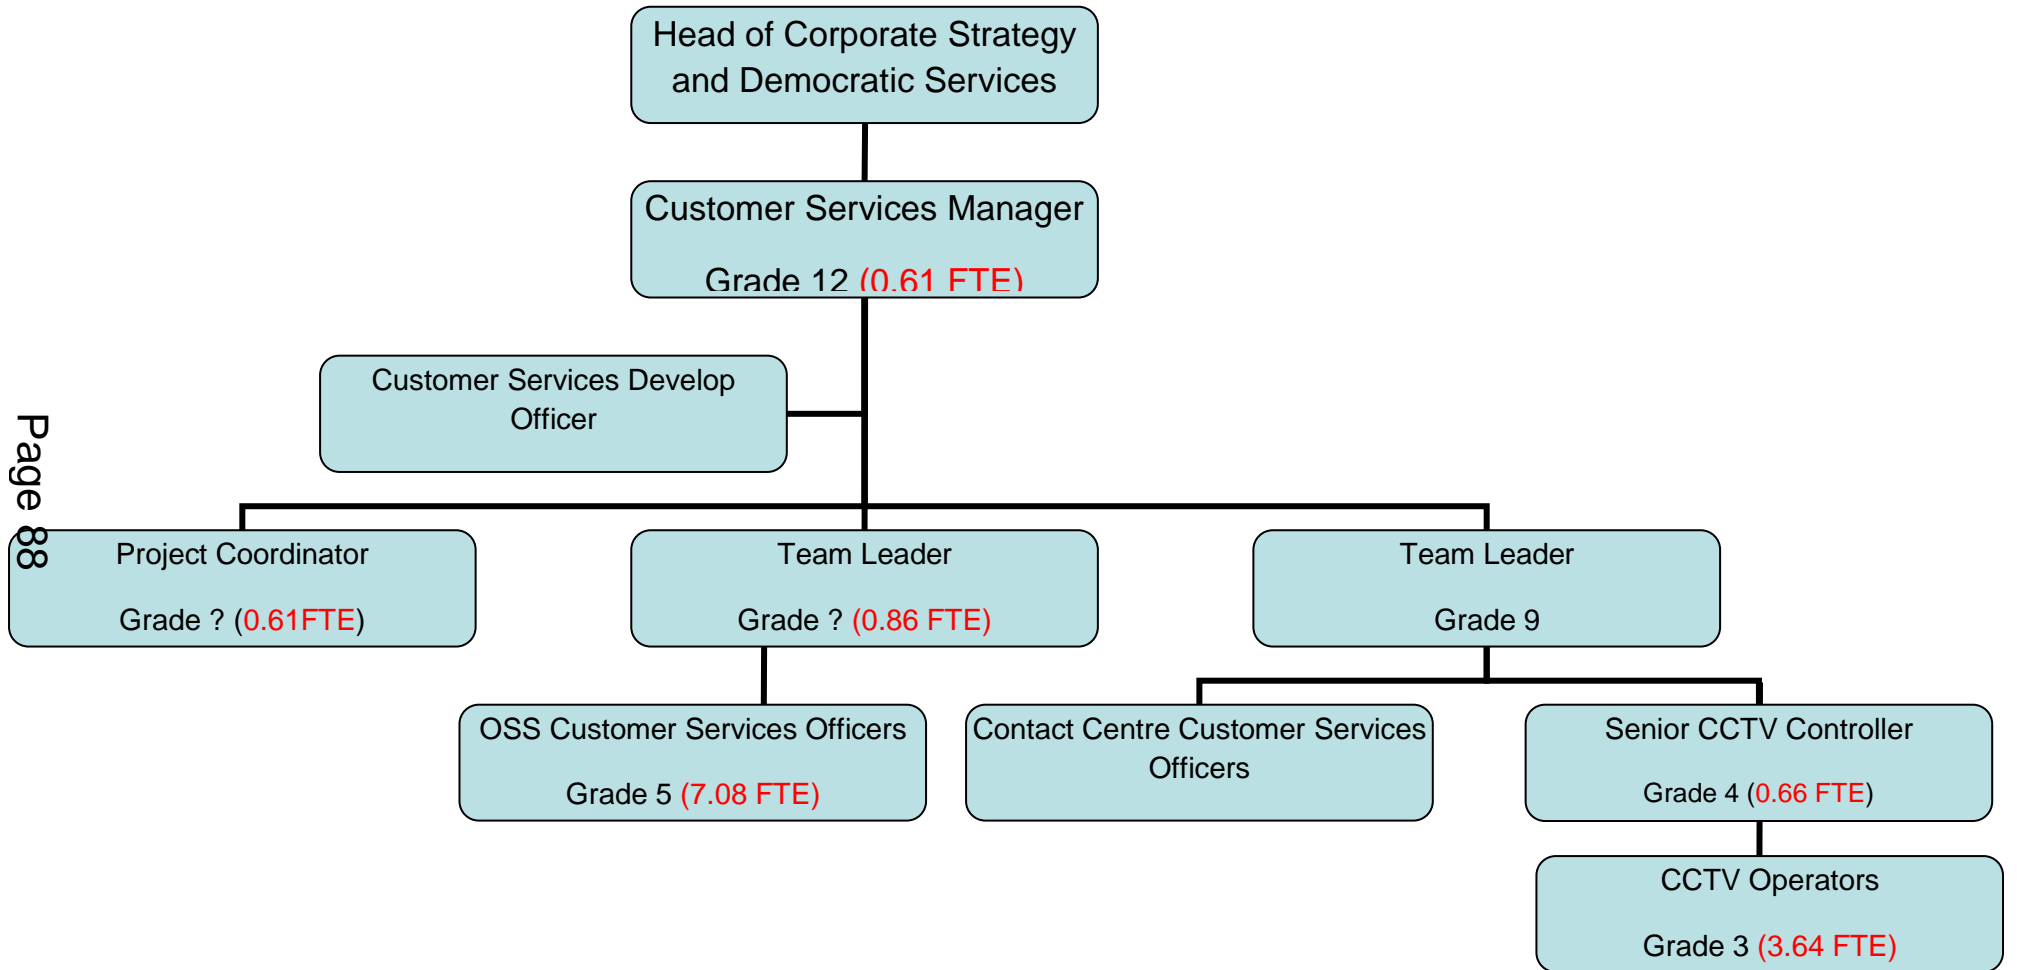 Head of Corporate Strategy
and Democratic Services
Customer Services Manager
Grade 12 (0.61 FTE)
Customer Services Develop
Officer
Page 88
Project Coordinator
Grade ? (0.61FTE)
Team Leader
Grade ? (0.86 FTE)
Team Leader
Grade 9
OSS Customer Services Officers
Grade 5 (7.08 FTE)
Contact Centre Customer Services
Officers
Senior CCTV Controller
Grade 4 (0.66 FTE)
CCTV Operators
Grade 3 (3.64 FTE)